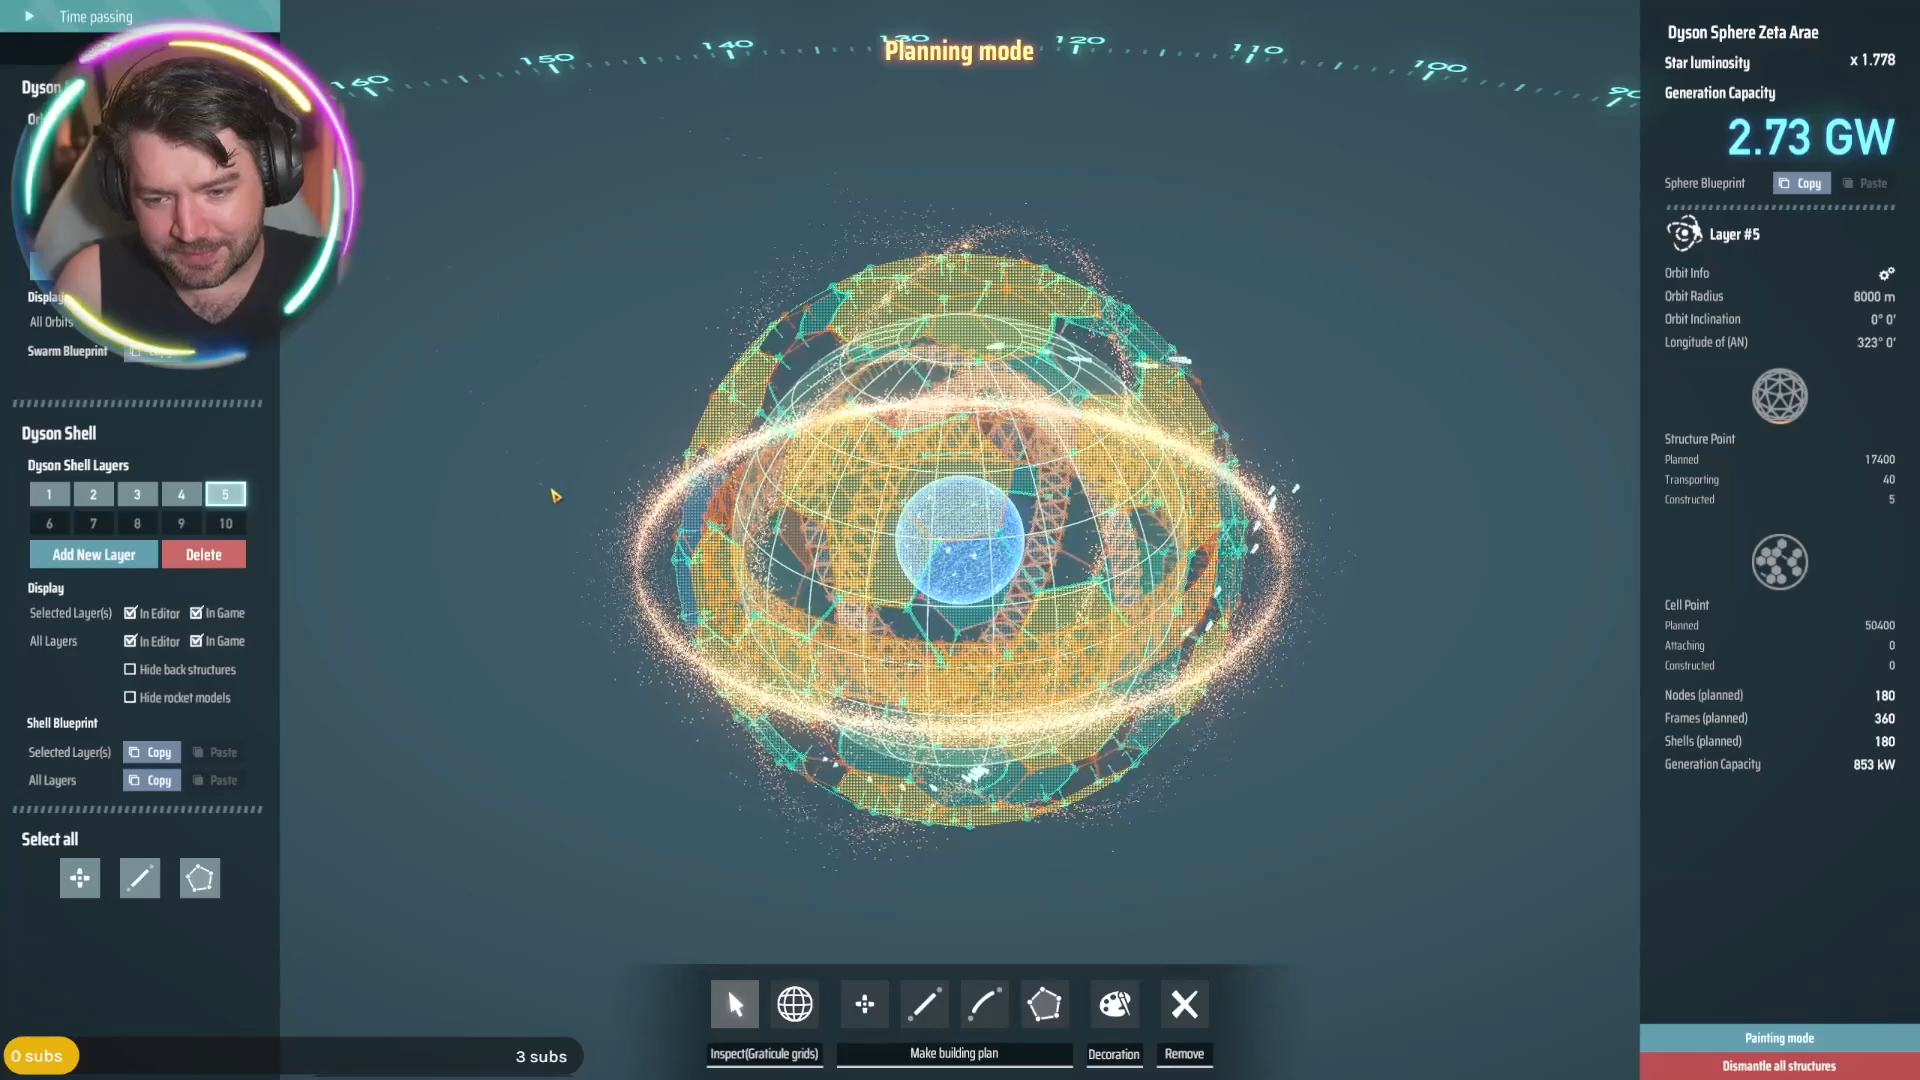 Time passing
Dyson
Or
Display
All Orbits
Swarm Blueprint
Dyson Shell
Dyson Shell Layers
1 2 3 4 5
6 7 8 9 10
Add New Layer Delete
Display
Selected Layer(s) In Editor In Game
All Layers In Editor In Game
Hide back structures
Hide rocket models
Shell Blueprint
Selected Layer(s) Copy Paste
All Layers Copy Paste
Select all
0 subs 3 subs
160 150 140 130 120 110 100 90
Planning mode
Inspect(Graticule grids) Make building plan Decoration Remove
Dyson Sphere Zeta Arae
Star luminosity x 1.778
Generation Capacity
2.73 GW
Sphere Blueprint Copy Paste
Layer #5
Orbit Info
Orbit Radius 8000 m
Orbit Inclination 0° 0′
Longitude of (AN) 323° 0′
Structure Point
Planned 17400
Transporting 40
Constructed 5
Cell Point
Planned 50400
Attaching 0
Constructed 0
Nodes (planned) 180
Frames (planned) 360
Shells (planned) 180
Generation Capacity 853 kW
Painting mode
Dismantle all structures